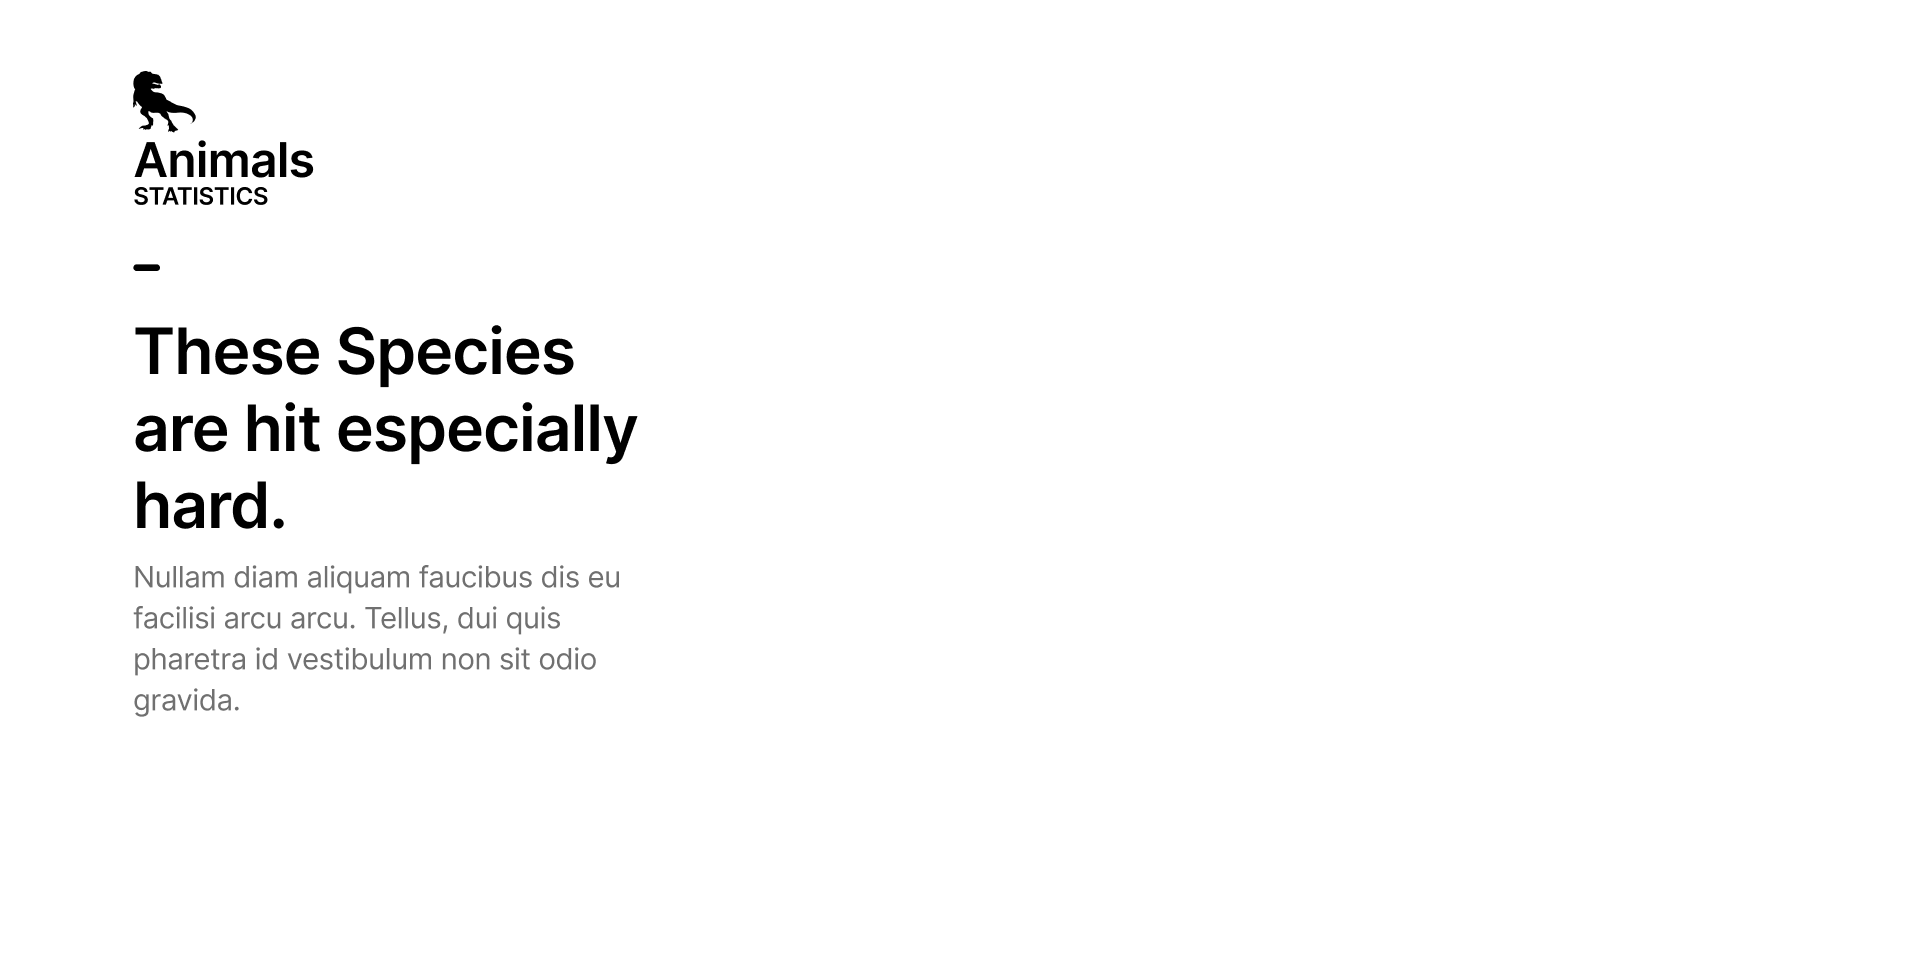 Animals
STATISTICS
These Species
are hit especially
hard.
Nullam diam aliquam faucibus dis eu
facilisi arcu arcu. Tellus, dui quis
pharetra id vestibulum non sit odio
gravida.